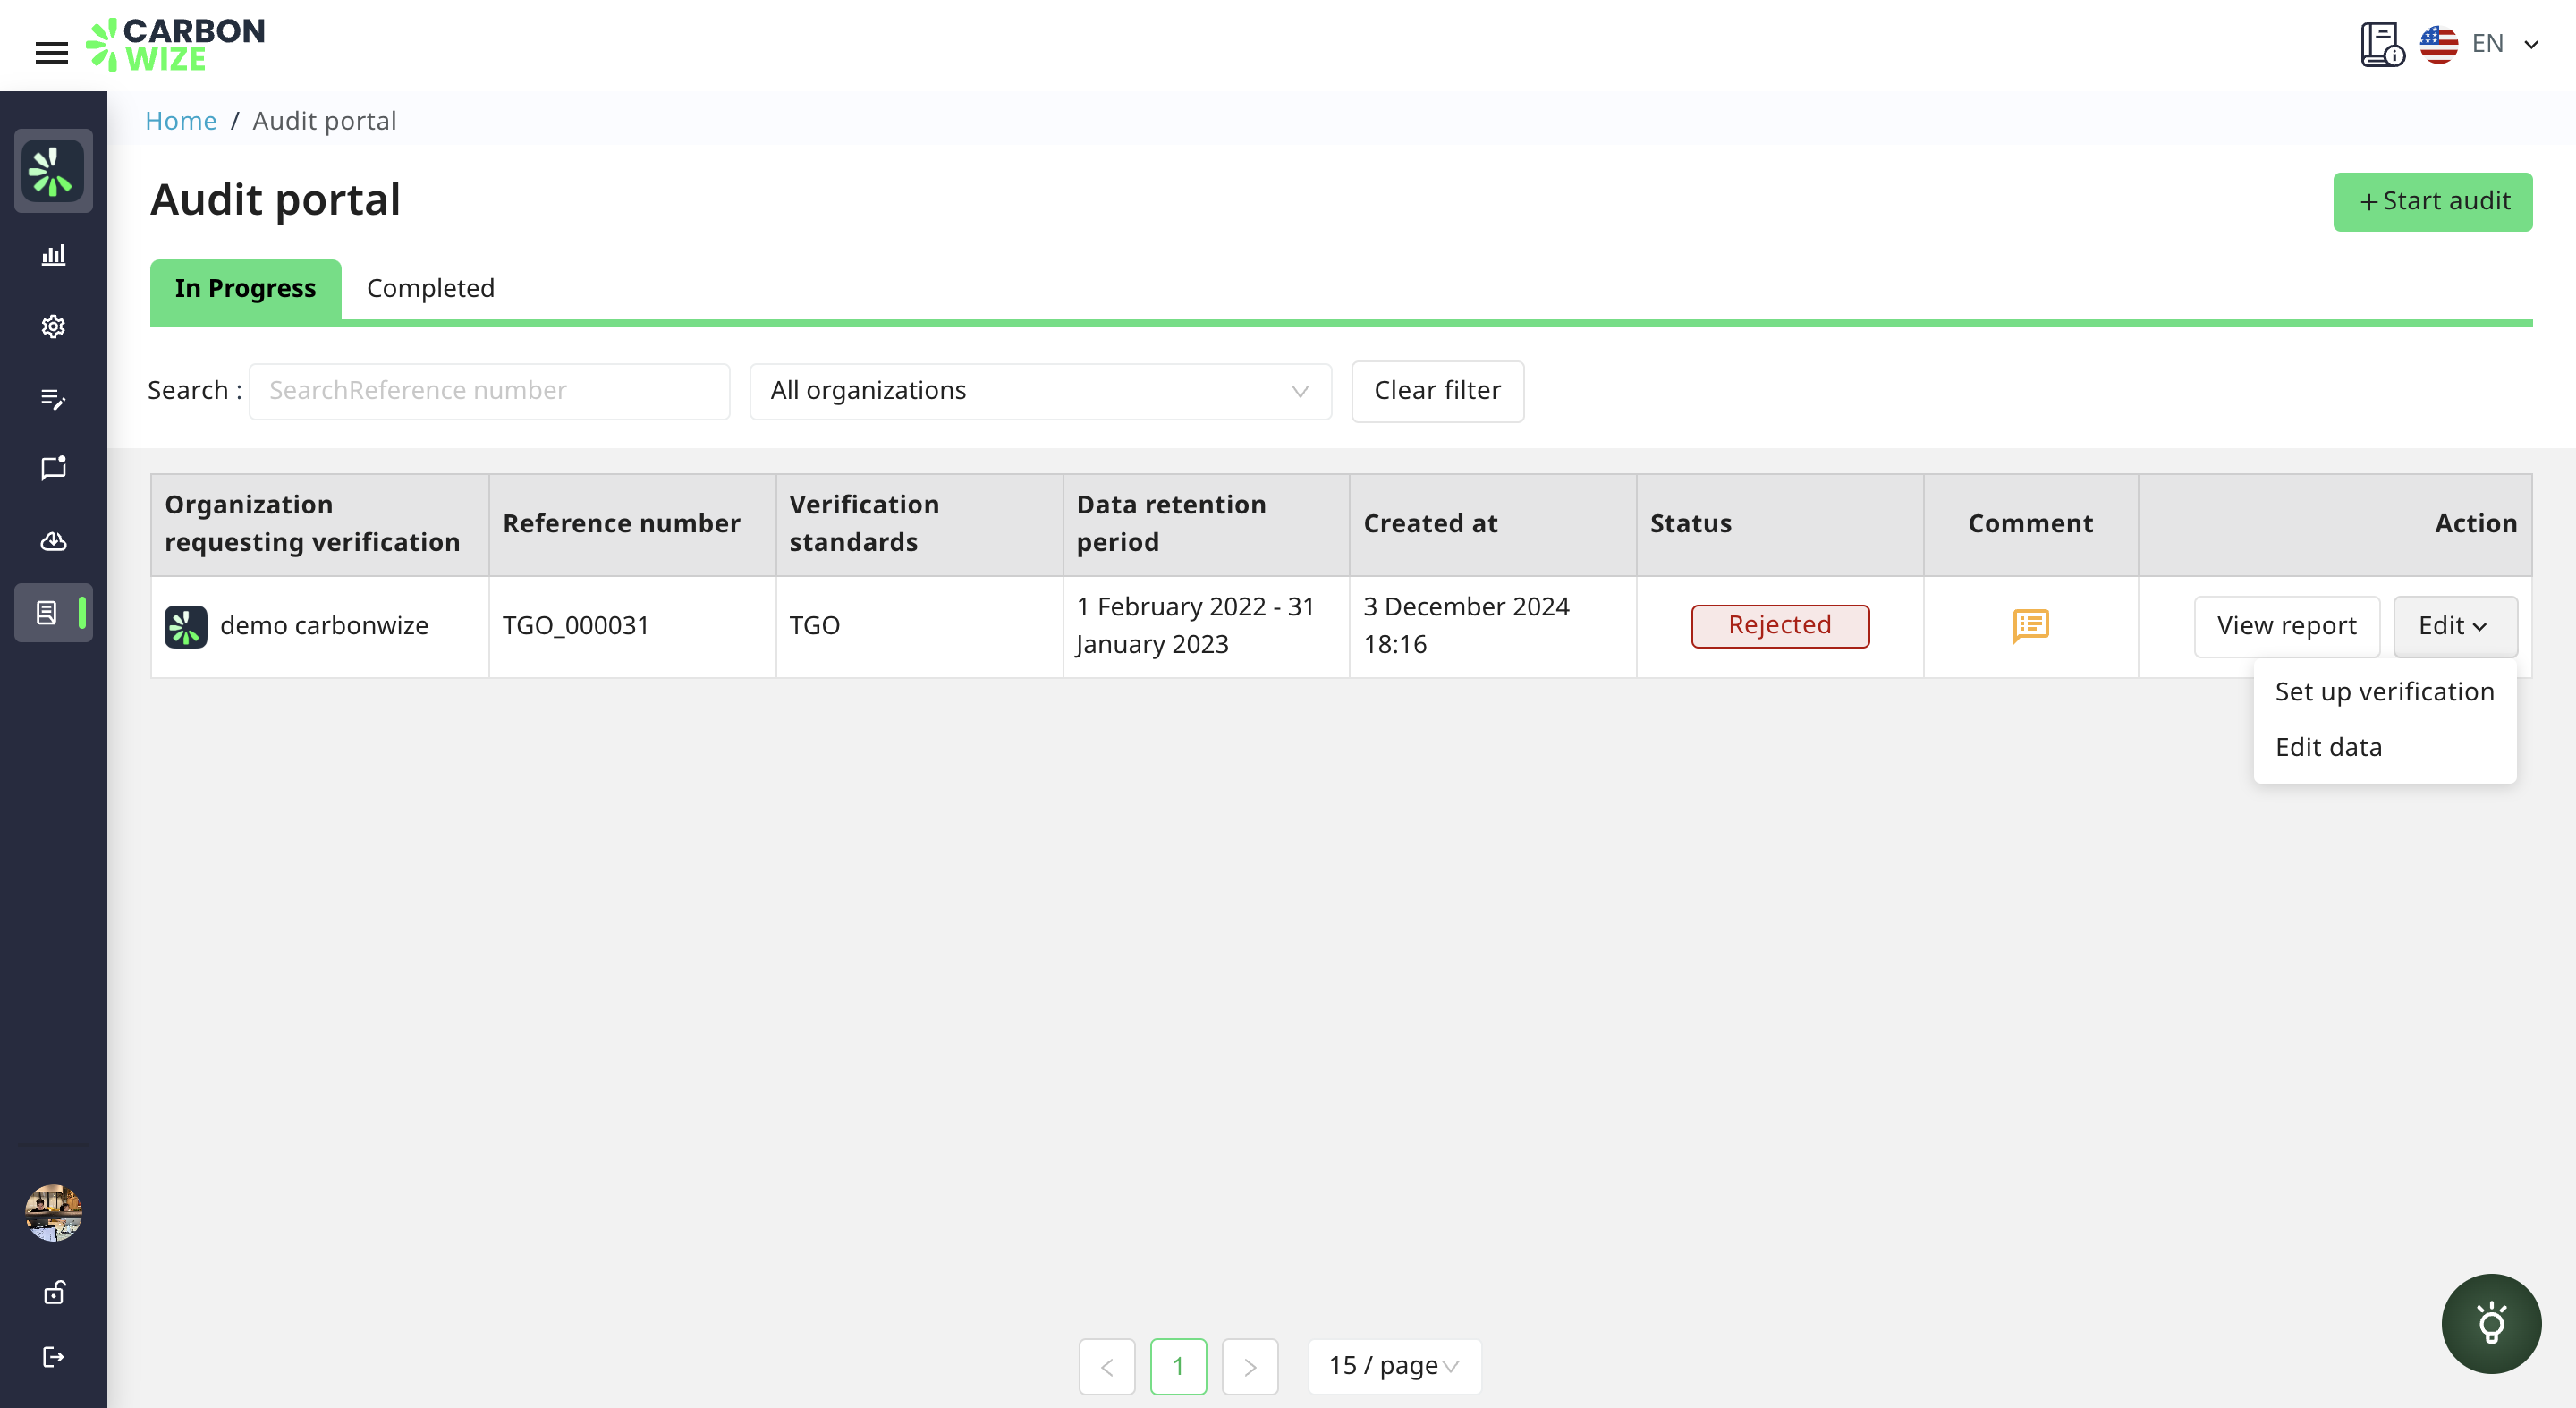 CARBON
WIZE
EN
Home / Audit portal
Audit portal
+ Start audit
In Progress
Completed
Search :
SearchReference number
All organizations
Clear filter
Organization requesting verification
Reference number
Verification standards
Data retention period
Created at
Status
Comment
Action
demo carbonwize
TGO_000031
TGO
1 February 2022 - 31
January 2023
3 December 2024
18:16
Rejected
View report
Edit
Set up verification
Edit data
1
15 / page